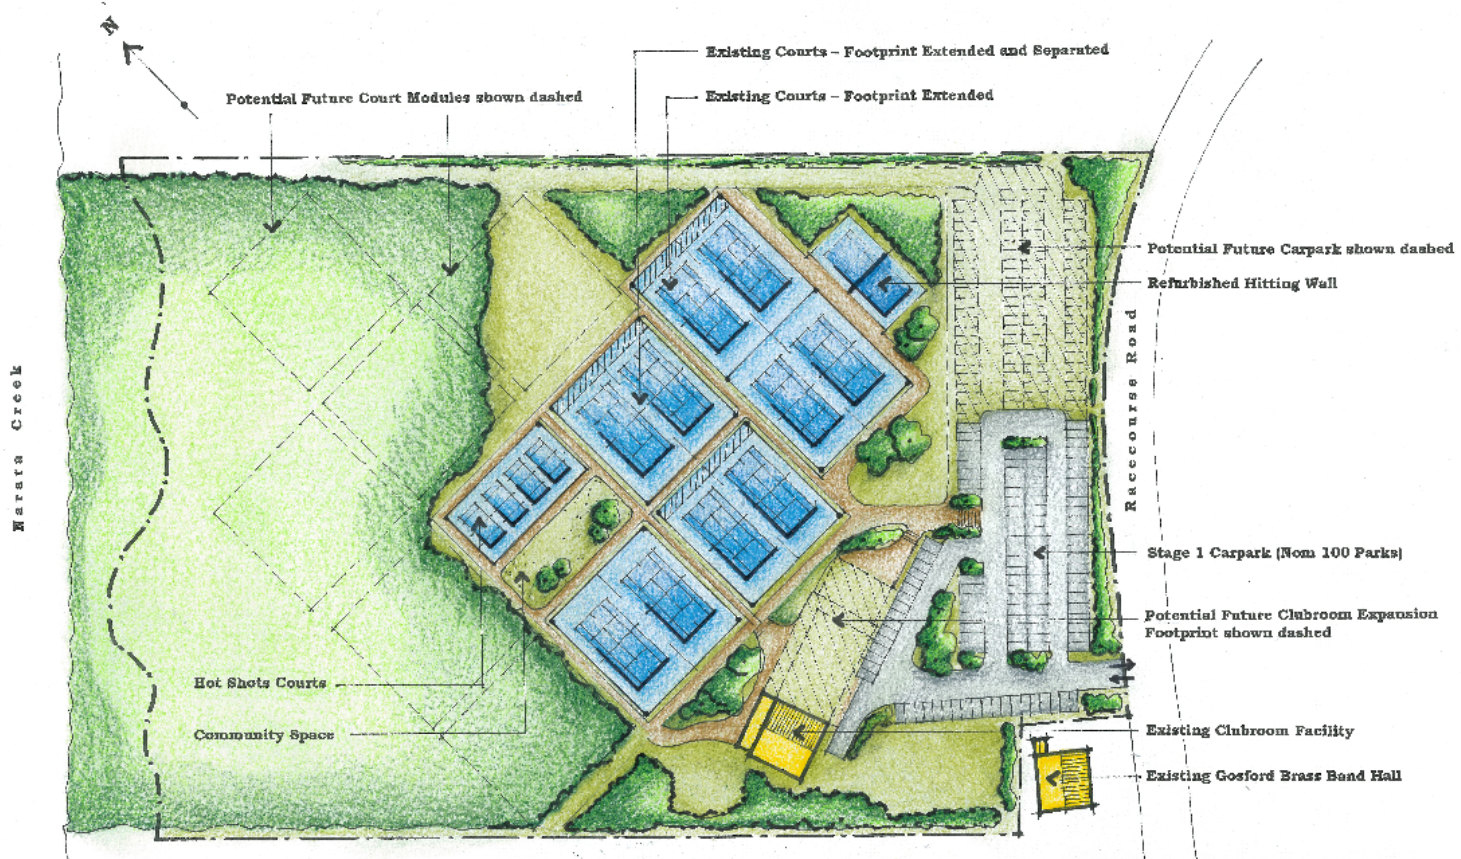 N
Existing Courts – Footprint Extended and Separated
Potential Future Court Modules shown dashed
Existing Courts – Footprint Extended
Potential Future Carpark shown dashed
Refurbished Hitting Wall
Racecourse Road
Narara Creek
Stage 1 Carpark (Nom 100 Parks)
Potential Future Clubroom Expansion
Footprint shown dashed
Hot Shots Courts
Community Space
Existing Clubroom Facility
Existing Gosford Brass Band Hall